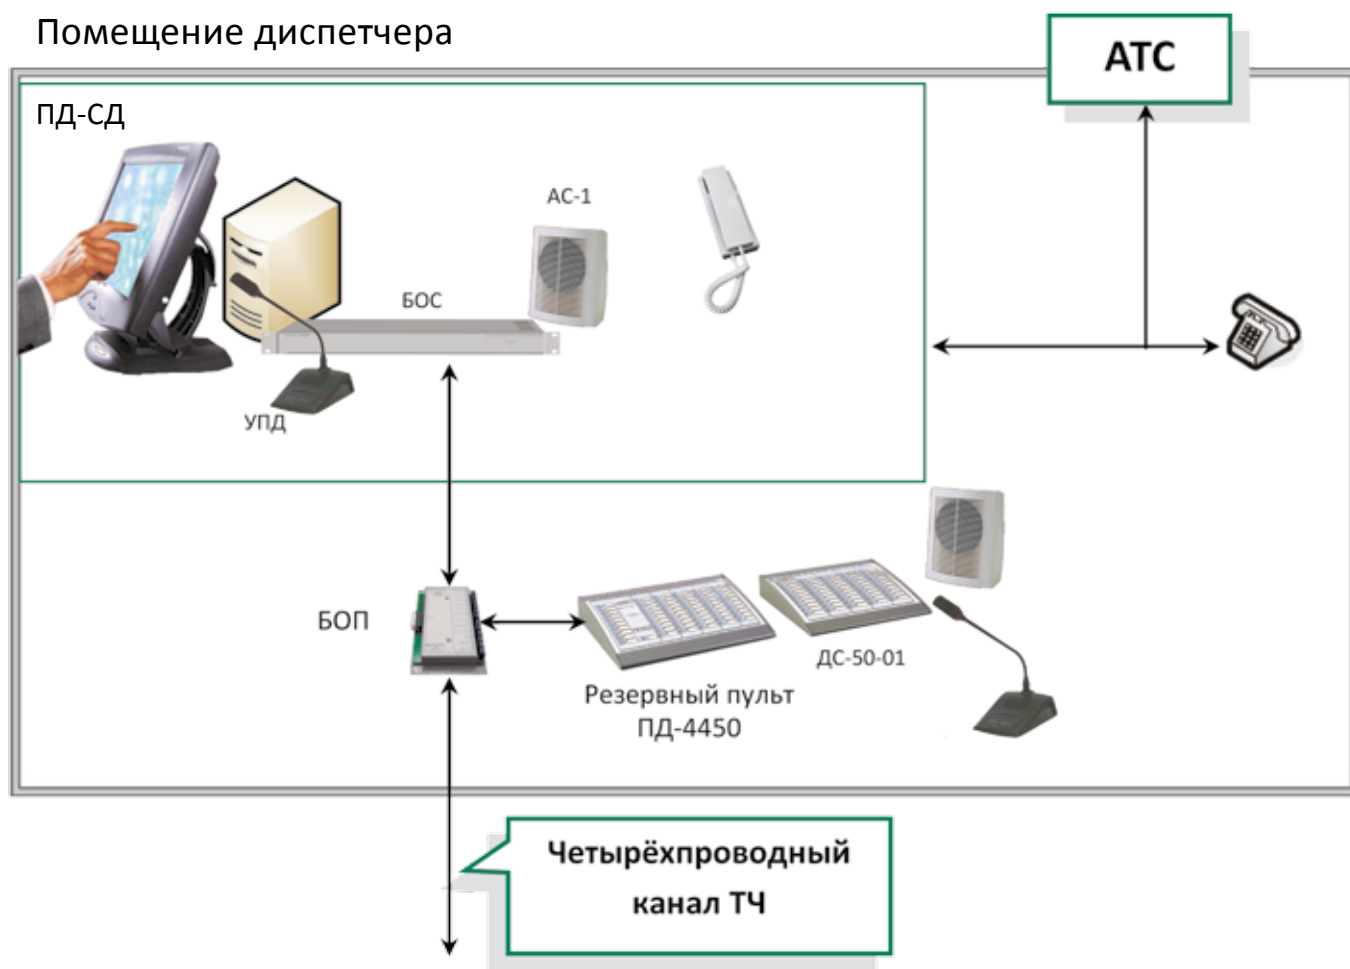 Помещение диспетчера
АТС
ПД-СД
АС-1
БОС
УПД
БОП
ДС-50-01
Резервный пульт
ПД-4450
Четырёхпроводный
канал ТЧ